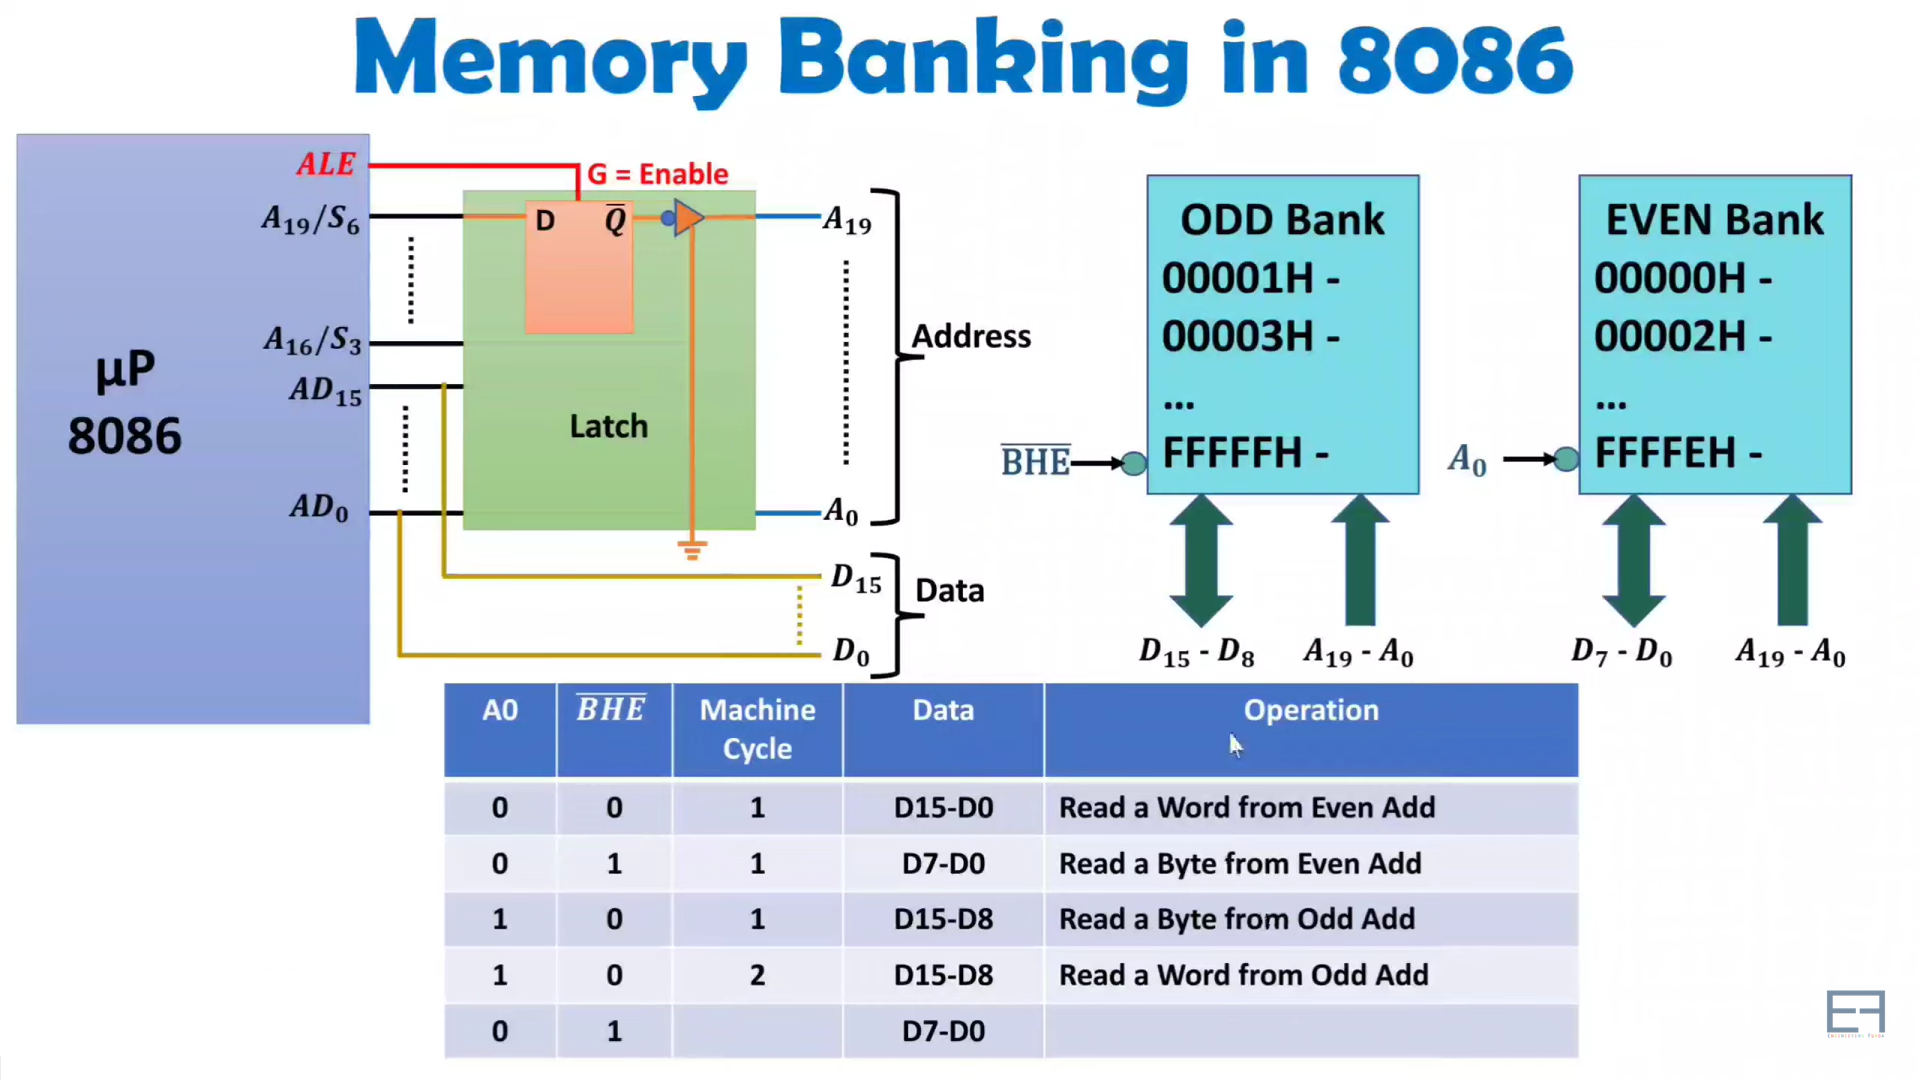 Memory Banking in 8086
ALE
G = Enable
A₁₉/S₆
D
Q̅
A₁₉
A₁₆/S₃
AD₁₅
μP
8086
Latch
Address
AD₀
A₀
D₁₅
Data
D₀
ODD Bank
00001H -
00003H -
...
FFFFFH -
B̅H̅E̅
D₁₅ - D₈ A₁₉ - A₀
EVEN Bank
00000H -
00002H -
...
FFFFEH -
A₀
D₇ - D₀ A₁₉ - A₀
A0 B̅H̅E̅ Machine Cycle Data Operation
0 0 1 D15-D0 Read a Word from Even Add
0 1 1 D7-D0 Read a Byte from Even Add
1 0 1 D15-D8 Read a Byte from Odd Add
1 0 2 D15-D8 Read a Word from Odd Add
0 1 D7-D0
EF